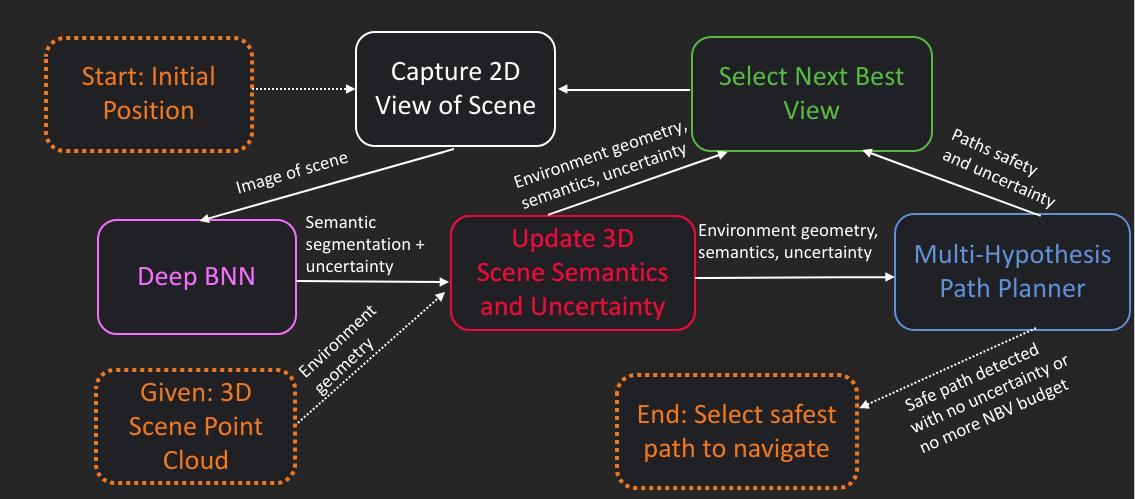 Start: Initial
Position
Capture 2D
View of Scene
Select Next Best
View
Image of scene
Environment geometry,
semantics, uncertainty
Paths safety
and uncertainty
Deep BNN
Semantic
segmentation +
uncertainty
Update 3D
Scene Semantics
and Uncertainty
Environment geometry,
semantics, uncertainty
Multi-Hypothesis
Path Planner
Environment
geometry
Given: 3D
Scene Point
Cloud
End: Select safest
path to navigate
Safe path detected
with no uncertainty or
no more NBV budget